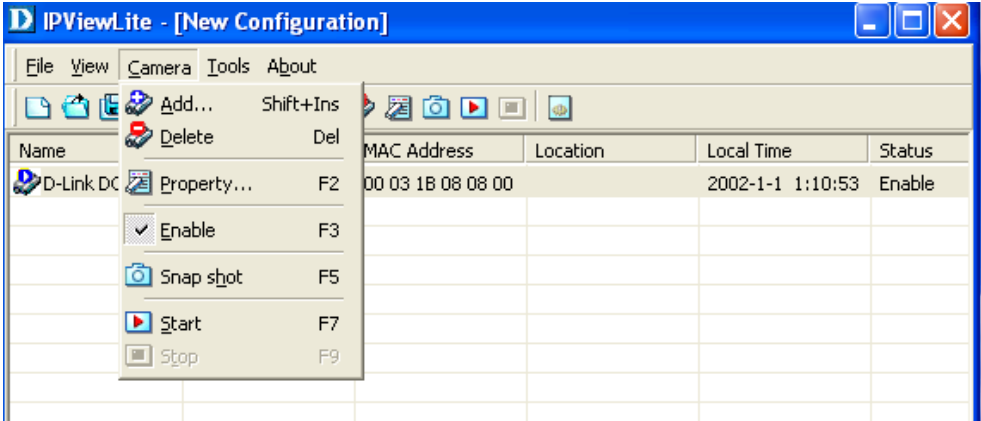 D IPViewLite - [New Configuration]
File View Camera Tools About
Add... Shift+Ins
Delete Del
Property... F2
Enable F3
Snap shot F5
Start F7
Stop F9
Name MAC Address Location Local Time Status
D-Link DC 00 03 1B 08 08 00 2002-1-1 1:10:53 Enable